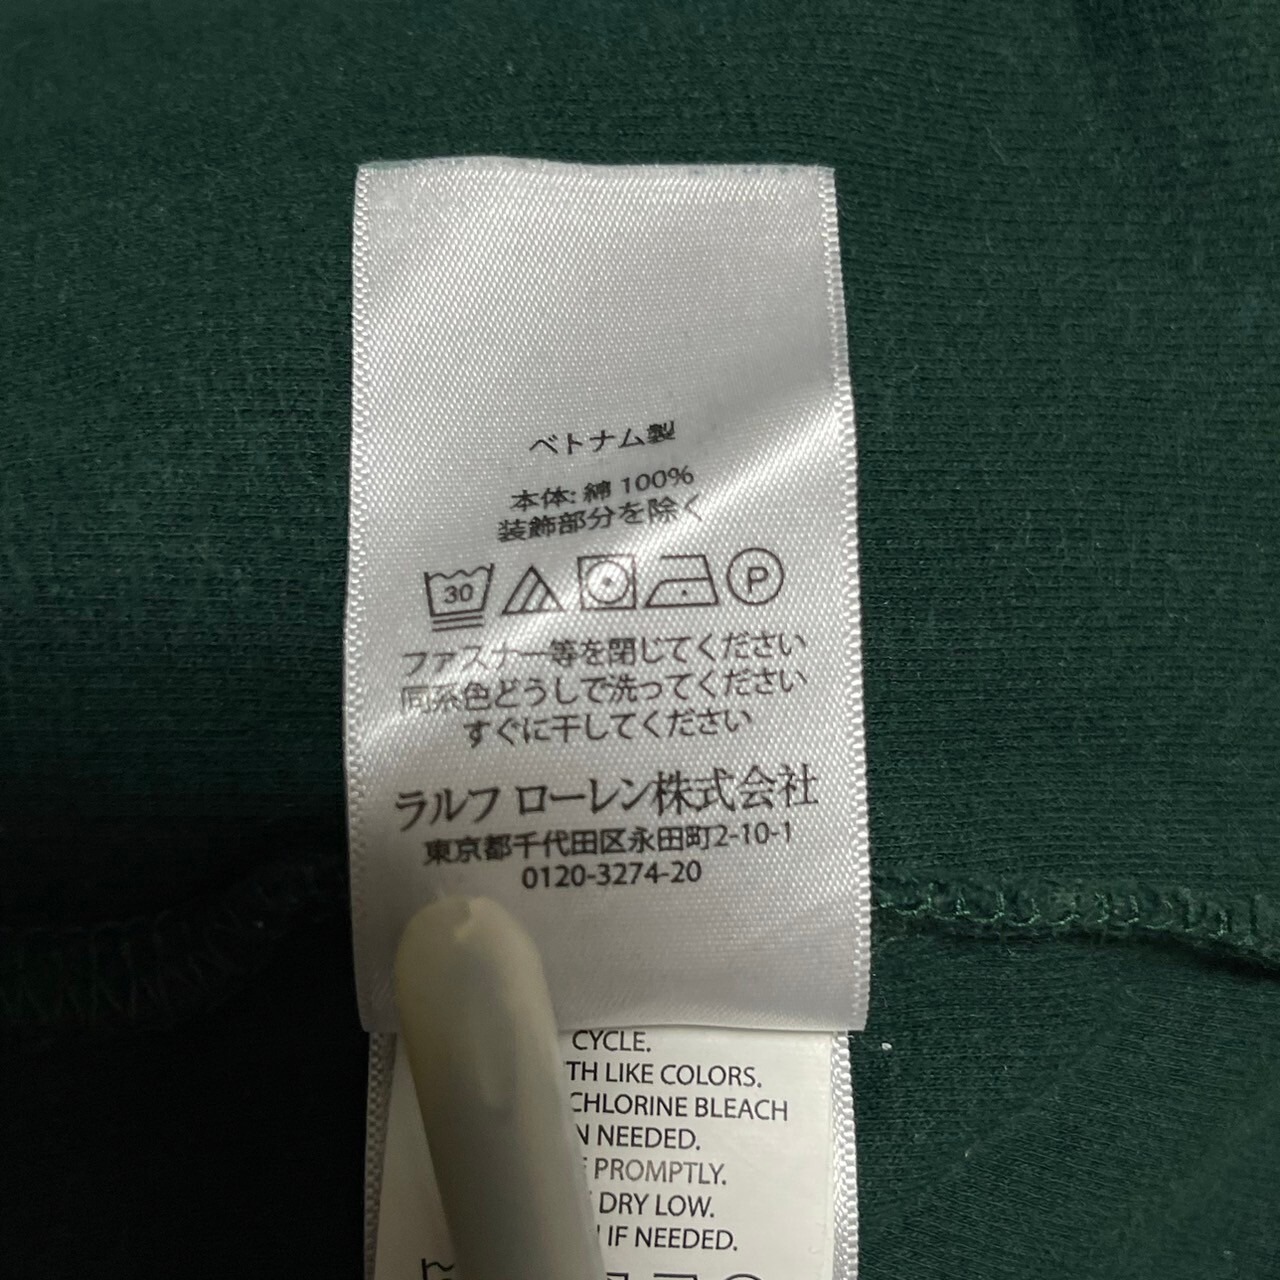 ベトナム製
本体: 綿 100%
装飾部分を除く
30 P
ファスナー等を閉じてください
同系色どうしで洗ってください
すぐに干してください
ラルフ ローレン株式会社
東京都千代田区永田町2-10-1
0120-3274-20
CYCLE.
LIKE COLORS.
CHLORINE BLEACH
NEEDED.
PROMPTLY.
DRY LOW.
IF NEEDED.